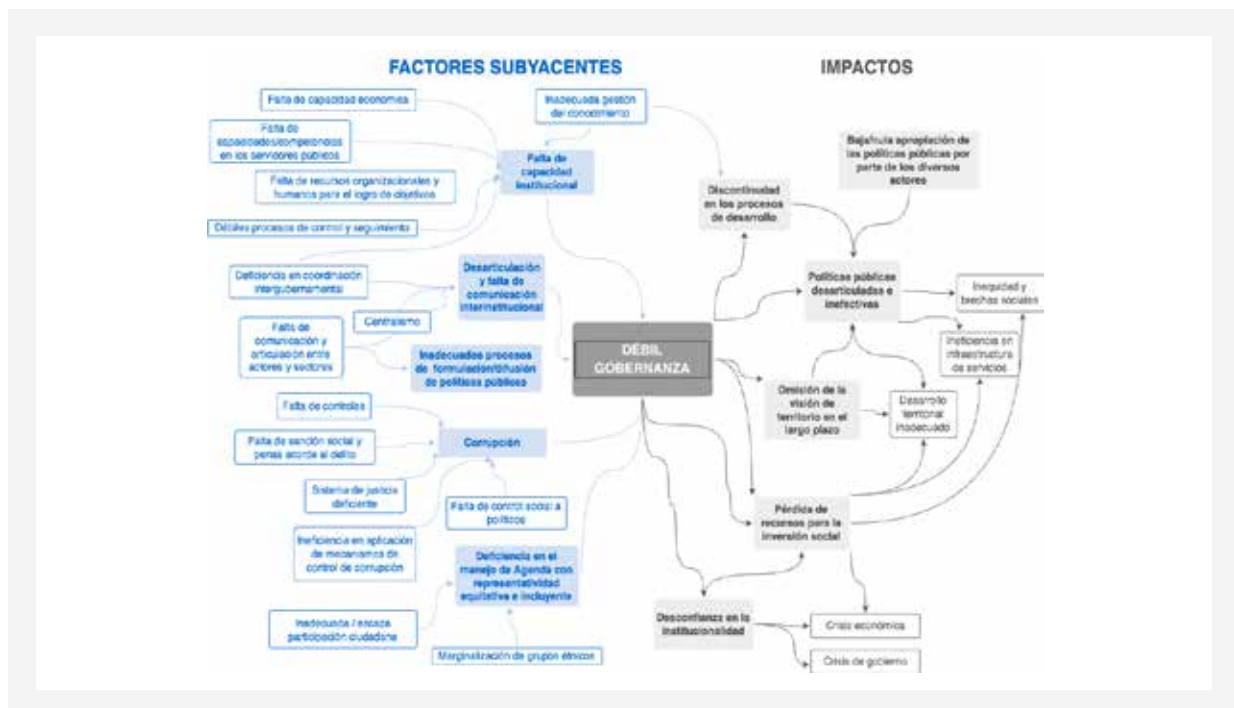 FACTORES SUBYACENTES
Falta de capacidad económica
Inadecuada gestión
del conocimiento
Falta de
capacidades/competencias
en los servidores públicos
Falta de
capacidad
institucional
Falta de recursos organizacionales y
humanos para el logro de objetivos
Débiles procesos de control y seguimiento
Deficiencia en coordinación
intergubernamental
Desarticulación
y falta de
comunicación
interinstitucional
Centralismo
Falta de
comunicación y
articulación entre
actores y sectores
Inadecuados procesos
de formulación/difusión
de políticas públicas
Falta de controles
Falta de sanción social y
penas acorde al delito
Corrupción
Sistema de justicia
deficiente
Falta de control social a
políticos
Ineficiencia en aplicación
de mecanismos de
control de corrupción
Deficiencia en el
manejo de Agenda con
representatividad
equitativa e incluyente
Inadecuada / escaza
participación ciudadana
Marginalización de grupos étnicos
DÉBIL
GOBERNANZA
IMPACTOS
Baja/nula apropiación de
las políticas públicas por
parte de los diversos
actores
Discontinuidad
en los procesos
de desarrollo
Políticas públicas
desarticuladas e
inefectivas
Inequidad y
brechas sociales
Ineficiencia en
infraestructura
de servicios
Omisión de la
visión de
territorio en el
largo plazo
Desarrollo
territorial
inadecuado
Pérdida de
recursos para la
inversión social
Desconfianza en la
institucionalidad
Crisis económica
Crisis de gobierno